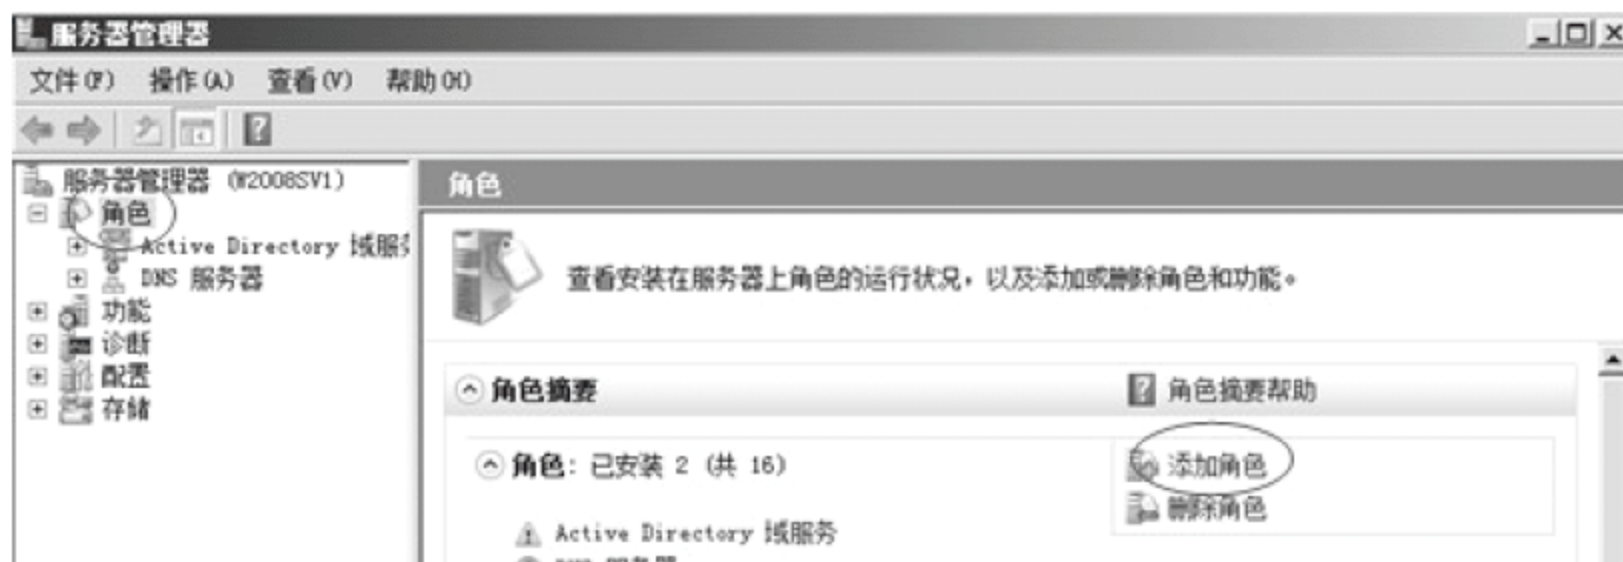 服务器管理器
文件(F) 操作(A) 查看(V) 帮助(H)
服务器管理器 (W2008SV1)
角色
Active Directory 域服务
DNS 服务器
功能
诊断
配置
存储
角色
查看安装在服务器上角色的运行状况，以及添加或删除角色和功能。
角色摘要
角色摘要帮助
角色：已安装 2 (共 16)
添加角色
删除角色
Active Directory 域服务
DNS 服务器